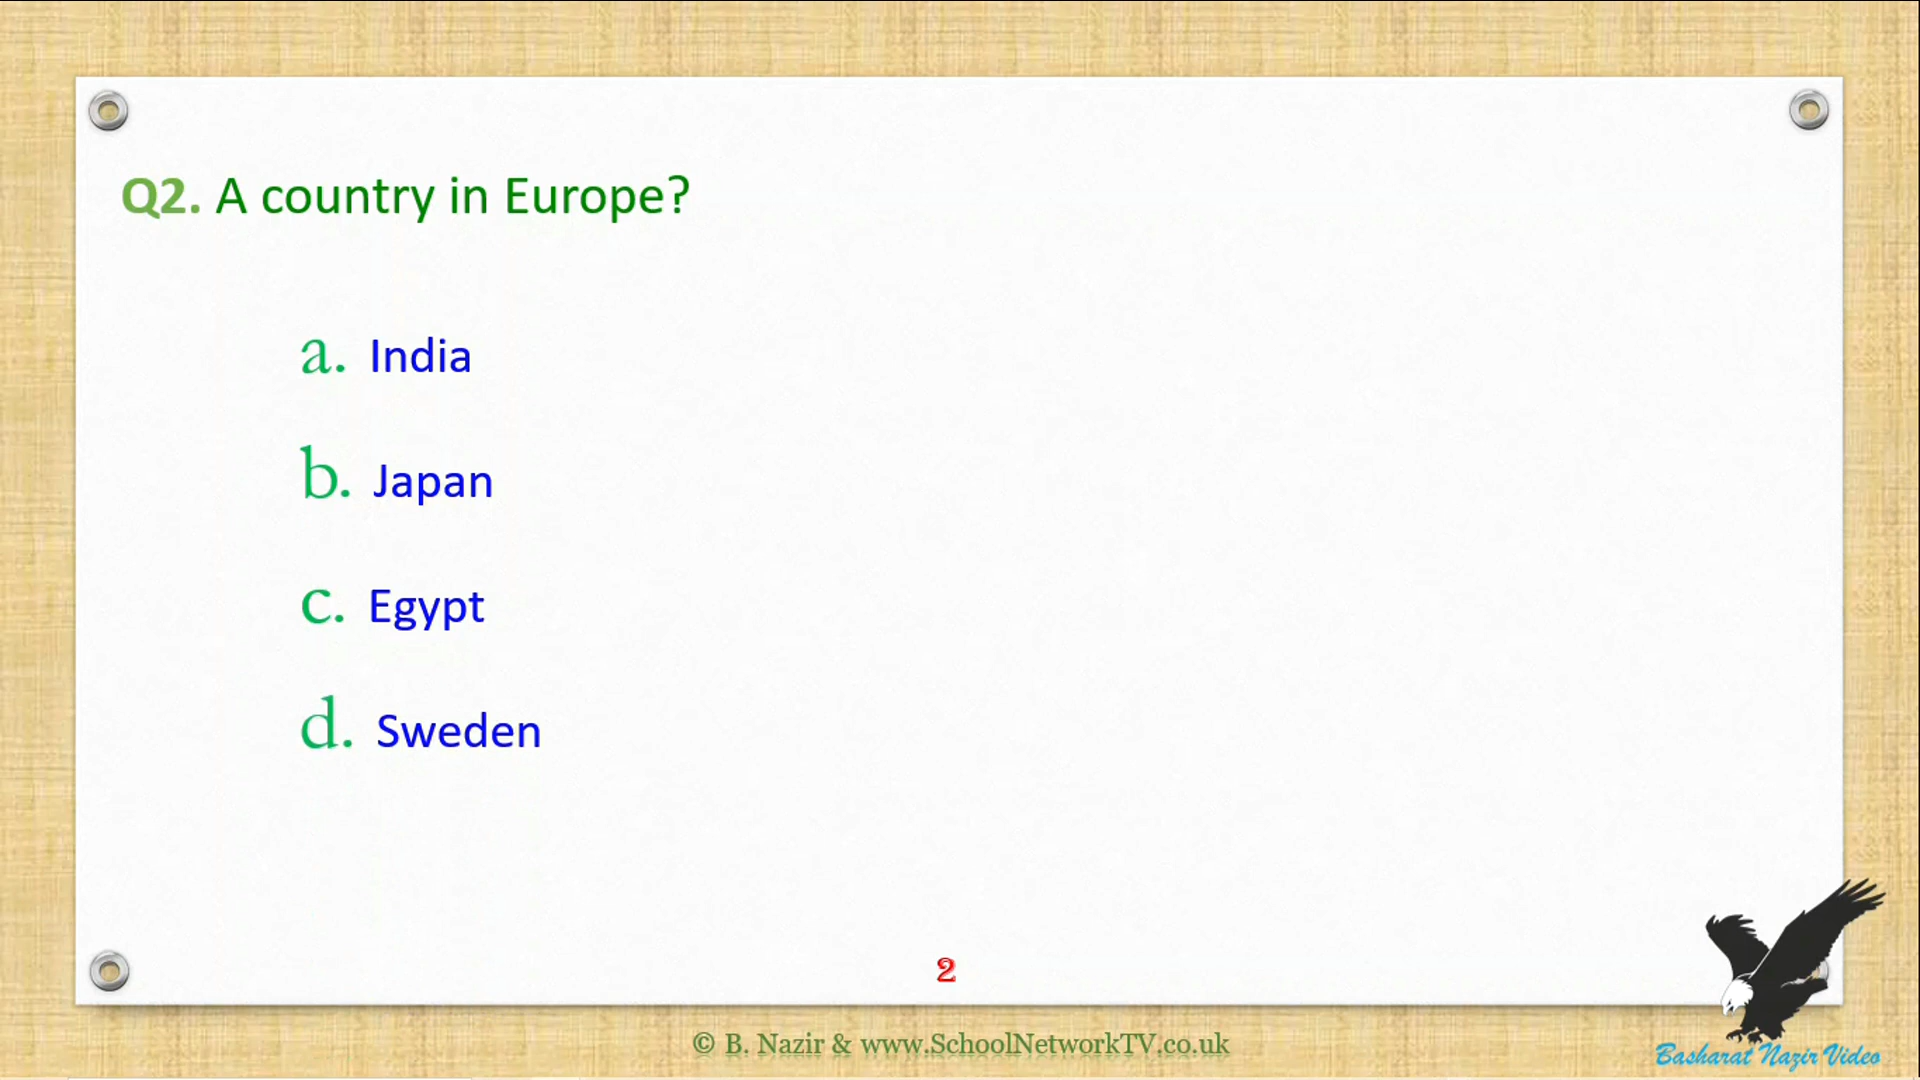 Q2. A country in Europe?
a. India
b. Japan
c. Egypt
d. Sweden
2
© B. Nazir & www.SchoolNetworkTV.co.uk
Basharat Nazir Video